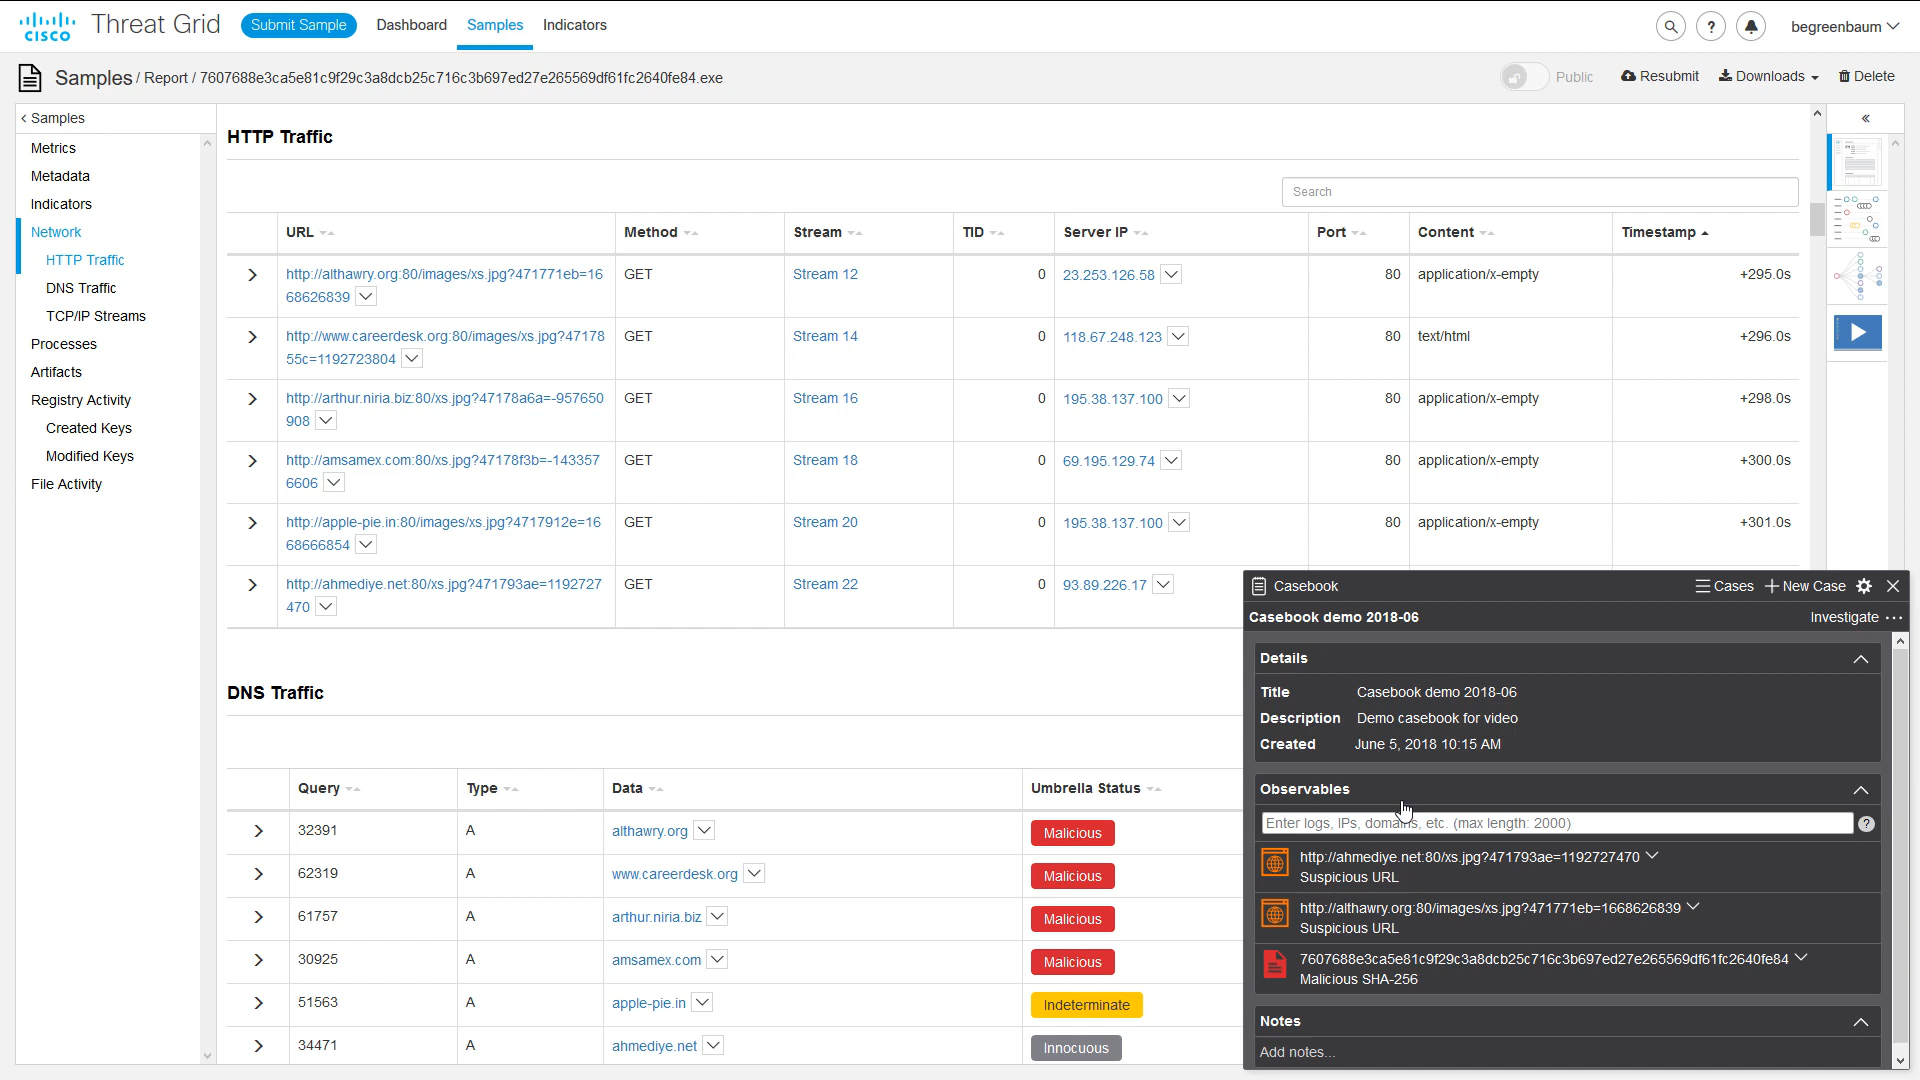 cisco
Threat Grid
Submit Sample
Dashboard
Samples
Indicators
?
begreenbaum
Samples / Report / 7607688e3ca5e81c9f29c3a8dcb25c716c3b697ed27e265569df61fc2640fe84.exe
Public
Resubmit
Downloads
Delete
< Samples
Metrics
Metadata
Indicators
Network
HTTP Traffic
DNS Traffic
TCP/IP Streams
Processes
Artifacts
Registry Activity
Created Keys
Modified Keys
File Activity
HTTP Traffic
Search
URL Method Stream TID Server IP Port Content Timestamp
http://althawry.org:80/images/xs.jpg?471771eb=16 GET Stream 12 0 23.253.126.58 80 application/x-empty +295.0s
68626839
http://www.careerdesk.org:80/images/xs.jpg?47178 GET Stream 14 0 118.67.248.123 80 text/html +296.0s
55c=1192723804
http://arthur.niria.biz:80/xs.jpg?47178a6a=-957650 GET Stream 16 0 195.38.137.100 80 application/x-empty +298.0s
908
http://amsamex.com:80/xs.jpg?47178f3b=-143357 GET Stream 18 0 69.195.129.74 80 application/x-empty +300.0s
6606
http://apple-pie.in:80/images/xs.jpg?4717912e=16 GET Stream 20 0 195.38.137.100 80 application/x-empty +301.0s
68666854
http://ahmediye.net:80/xs.jpg?471793ae=1192727 GET Stream 22 0 93.89.226.17
470
DNS Traffic
Query Type Data Umbrella Status
32391 A althawry.org Malicious
62319 A www.careerdesk.org Malicious
61757 A arthur.niria.biz Malicious
30925 A amsamex.com Malicious
51563 A apple-pie.in Indeterminate
34471 A ahmediye.net Innocuous
Casebook
Cases
New Case
Casebook demo 2018-06
Investigate ...
Details
Title Casebook demo 2018-06
Description Demo casebook for video
Created June 5, 2018 10:15 AM
Observables
Enter logs, IPs, domains, etc. (max length: 2000)
?
http://ahmediye.net:80/xs.jpg?471793ae=1192727470
Suspicious URL
http://althawry.org:80/images/xs.jpg?471771eb=1668626839
Suspicious URL
7607688e3ca5e81c9f29c3a8dcb25c716c3b697ed27e265569df61fc2640fe84
Malicious SHA-256
Notes
Add notes...